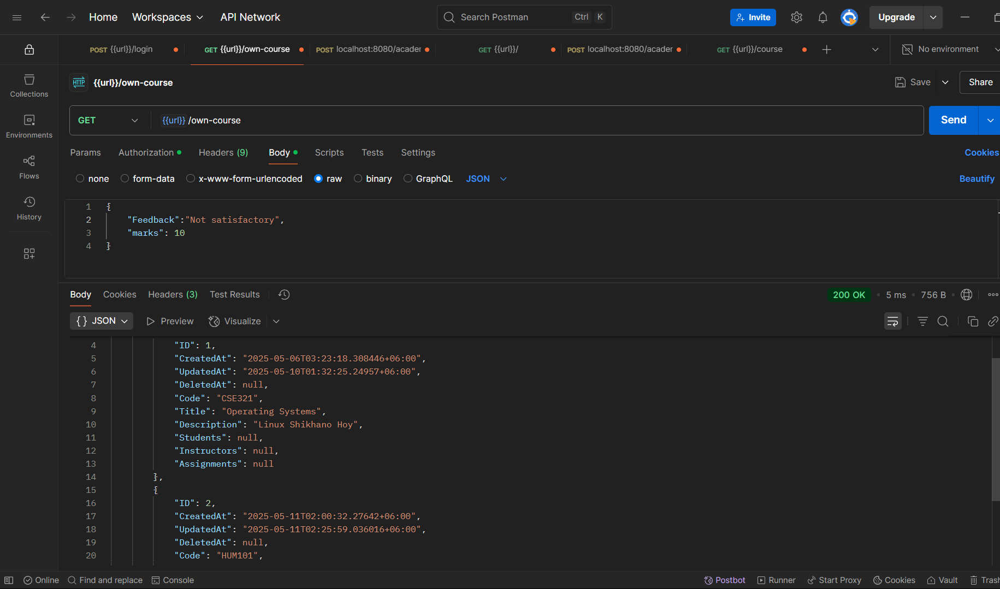 Home Workspaces API Network Search Postman Ctrl K Invite Upgrade
POST {{url}}/login GET {{url}}/own-course POST localhost:8080/acader GET {{url}}/ POST localhost:8080/acader GET {{url}}/course No environment
HTTP {{url}}/own-course Save Share
GET {{url}} /own-course Send
Params Authorization Headers (9) Body Scripts Tests Settings Cookies
none form-data x-www-form-urlencoded raw binary GraphQL JSON Beautify
Collections
Environments
Flows
History
1 {
2 "Feedback":"Not satisfactory",
3 "marks": 10
4 }
Body Cookies Headers (3) Test Results 200 OK 5 ms 756 B
{} JSON Preview Visualize
4 "ID": 1,
5 "CreatedAt": "2025-05-06T03:23:18.308446+06:00",
6 "UpdatedAt": "2025-05-10T01:32:25.24957+06:00",
7 "DeletedAt": null,
8 "Code": "CSE321",
9 "Title": "Operating Systems",
10 "Description": "Linux Shikhano Hoy",
11 "Students": null,
12 "Instructors": null,
13 "Assignments": null
14 },
15 {
16 "ID": 2,
17 "CreatedAt": "2025-05-11T02:00:32.27642+06:00",
18 "UpdatedAt": "2025-05-11T02:25:59.036016+06:00",
19 "DeletedAt": null,
20 "Code": "HUM101",
Online Find and replace Console Postbot Runner Start Proxy Cookies Vault Trash